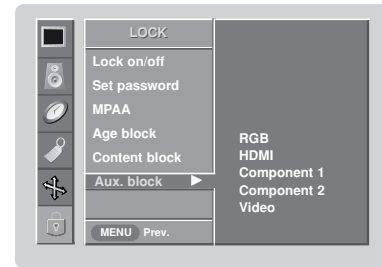 LOCK
Lock on/off
Set password
MPAA
Age block
Content block
Aux. block
RGB
HDMI
Component 1
Component 2
Video
MENU Prev.